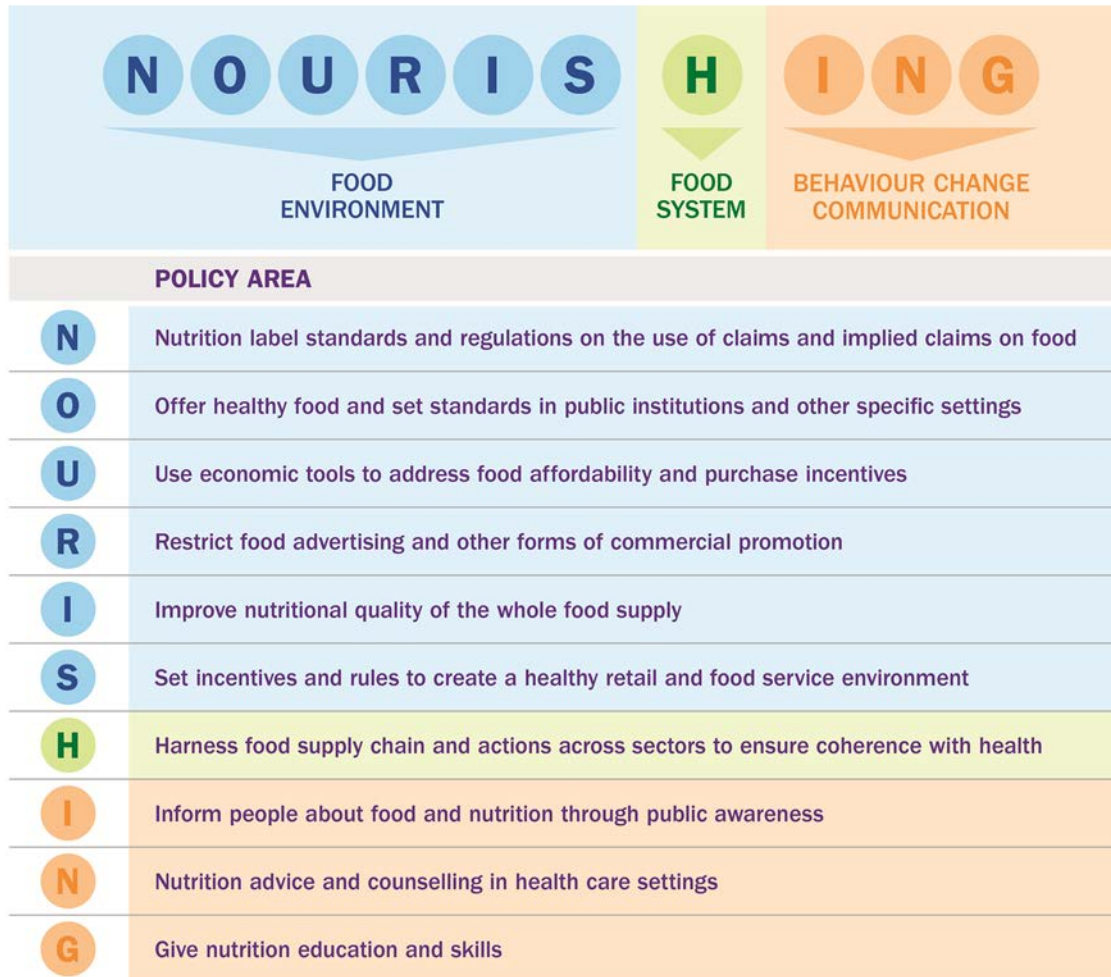 N O U R I S H I N G
FOOD
ENVIRONMENT
FOOD
SYSTEM
BEHAVIOUR CHANGE
COMMUNICATION
POLICY AREA
N Nutrition label standards and regulations on the use of claims and implied claims on food
O Offer healthy food and set standards in public institutions and other specific settings
U Use economic tools to address food affordability and purchase incentives
R Restrict food advertising and other forms of commercial promotion
I Improve nutritional quality of the whole food supply
S Set incentives and rules to create a healthy retail and food service environment
H Harness food supply chain and actions across sectors to ensure coherence with health
I Inform people about food and nutrition through public awareness
N Nutrition advice and counselling in health care settings
G Give nutrition education and skills